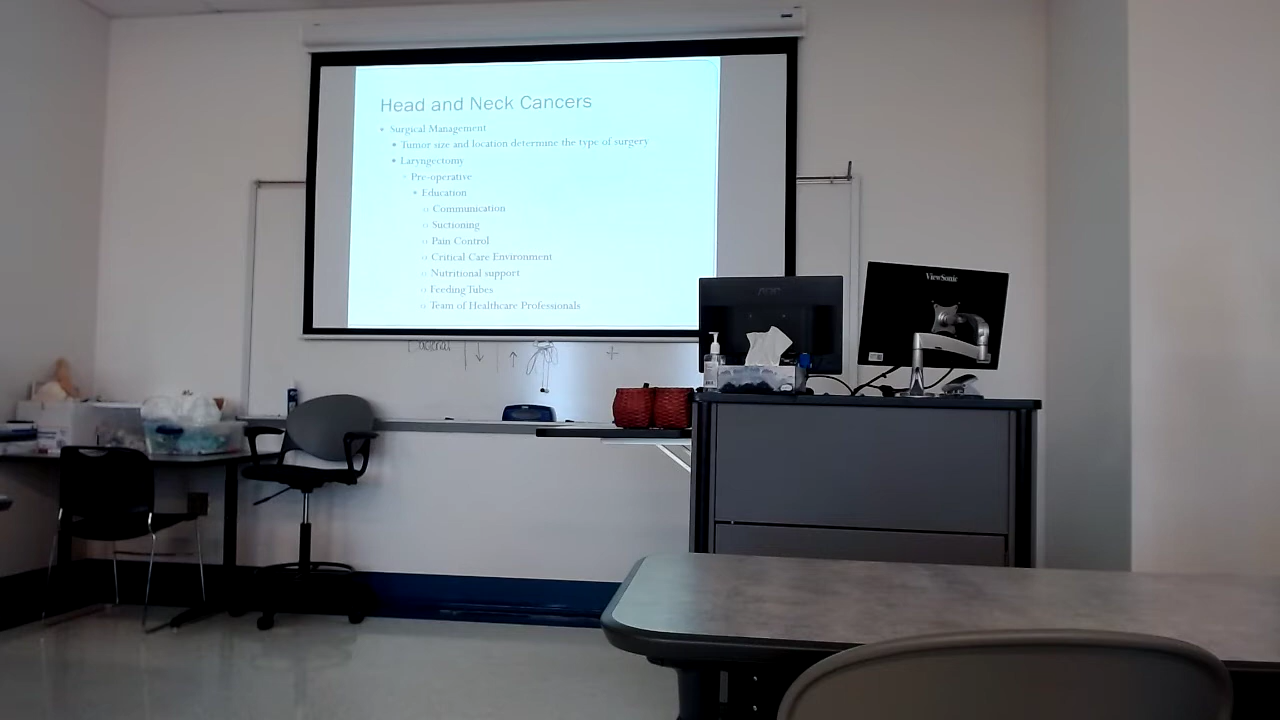 Head and Neck Cancers
Surgical Management
Tumor size and location determine the type of surgery
Laryngectomy
Pre-operative
Education
Communication
Suctioning
Pain Control
Critical Care Environment
Nutritional support
Feeding Tubes
Team of Healthcare Professionals
ViewSonic
AOC